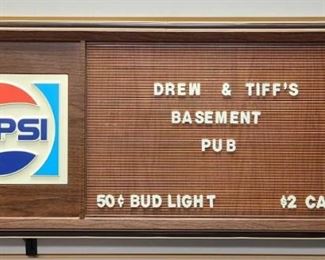 PSI
DREW & TIFF'S
BASEMENT
PUB
50¢ BUD LIGHT $2 CA